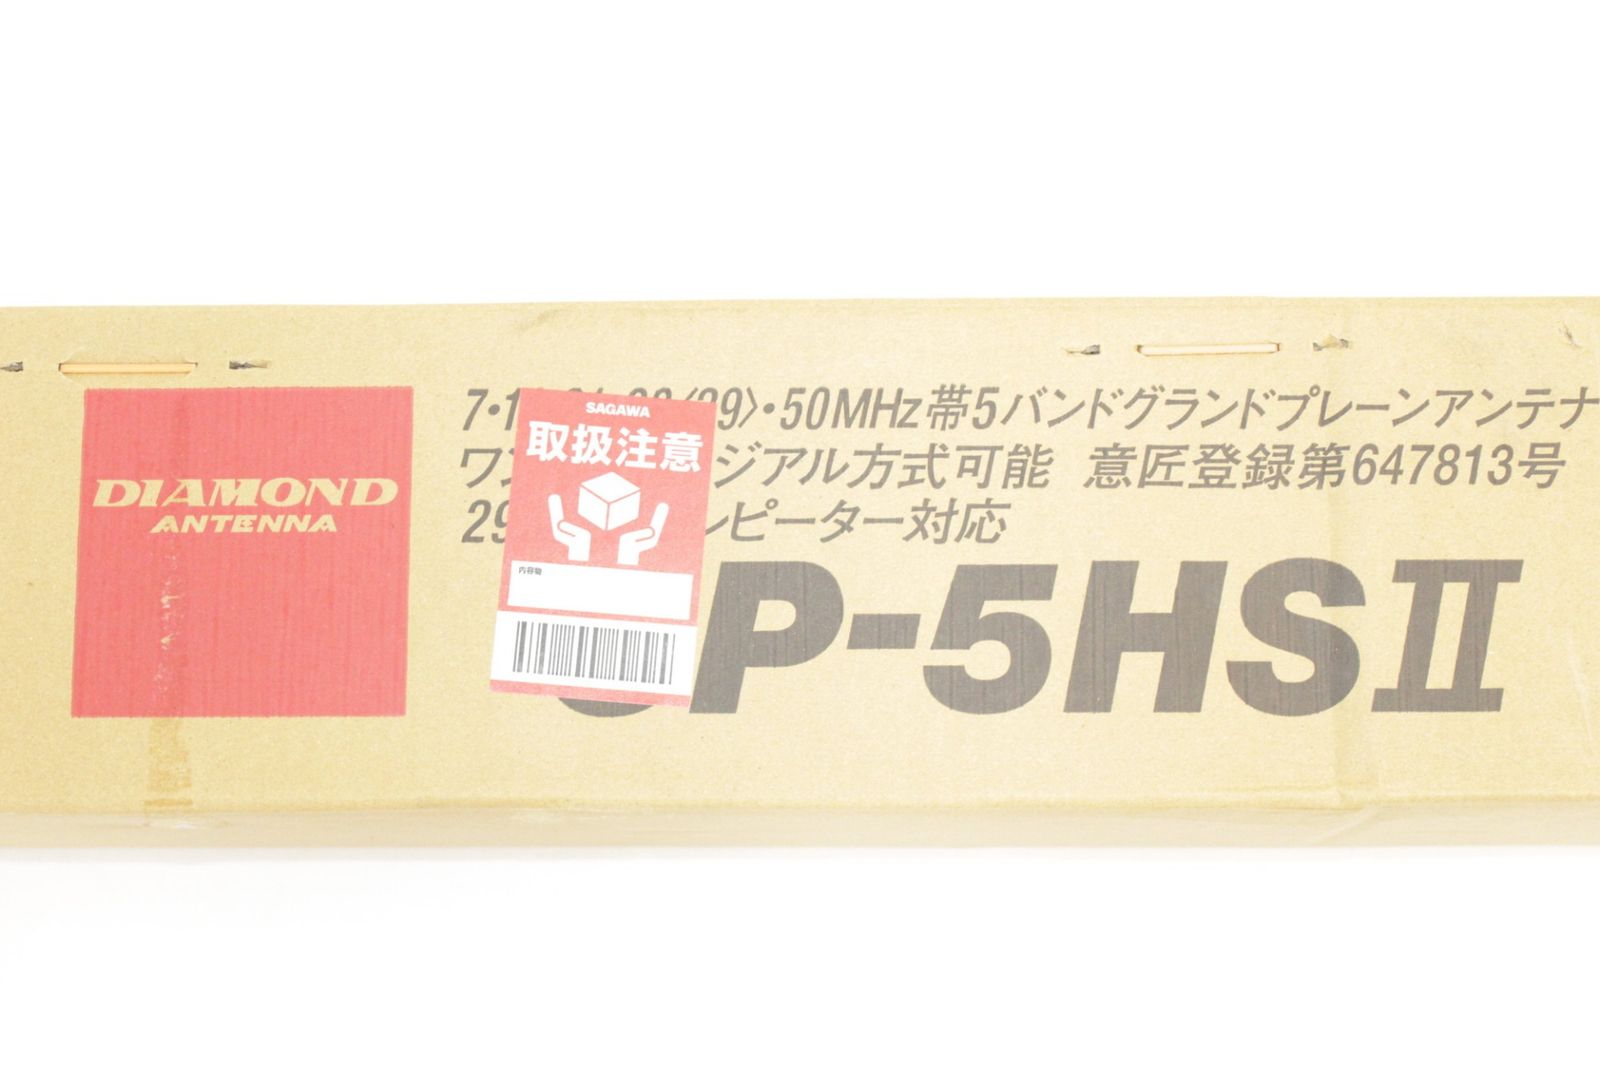 DIAMOND
ANTENNA
7・1 29〉・50MHz帯5バンドグランドプレーンアンテナ
ワン ジアル方式可能 意匠登録第647813号
29 レピーター対応
P-5HSII
SAGAWA
取扱注意
内容物